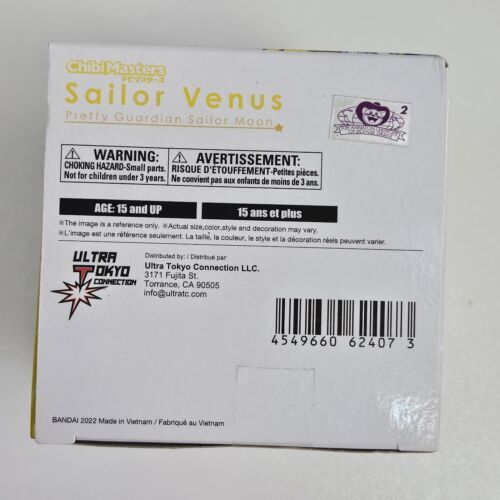 ChibiMasters
チビマスターズ
Sailor Venus
Pretty Guardian Sailor Moon
2
WARNING:
CHOKING HAZARD-Small parts.
Not for children under 3 years.
AVERTISSEMENT:
RISQUE D'ÉTOUFFEMENT-Petites pièces.
Ne convient pas aux enfants de moins de 3 ans.
AGE: 15 and UP
15 ans et plus
※The image is a reference only. ※Actual size,color,style and decoration may vary.
※L'image est une référence seulement. La taille, la couleur, le style et la décoration réels peuvent varier.
ULTRA
TOKYO
CONNECTION
Distributed by: / Distribué par:
Ultra Tokyo Connection LLC.
3171 Fujita St.
Torrance, CA 90505
info@ultratc.com
4549660 62407 3
BANDAI 2022 Made in Vietnam / Fabriqué au Vietnam